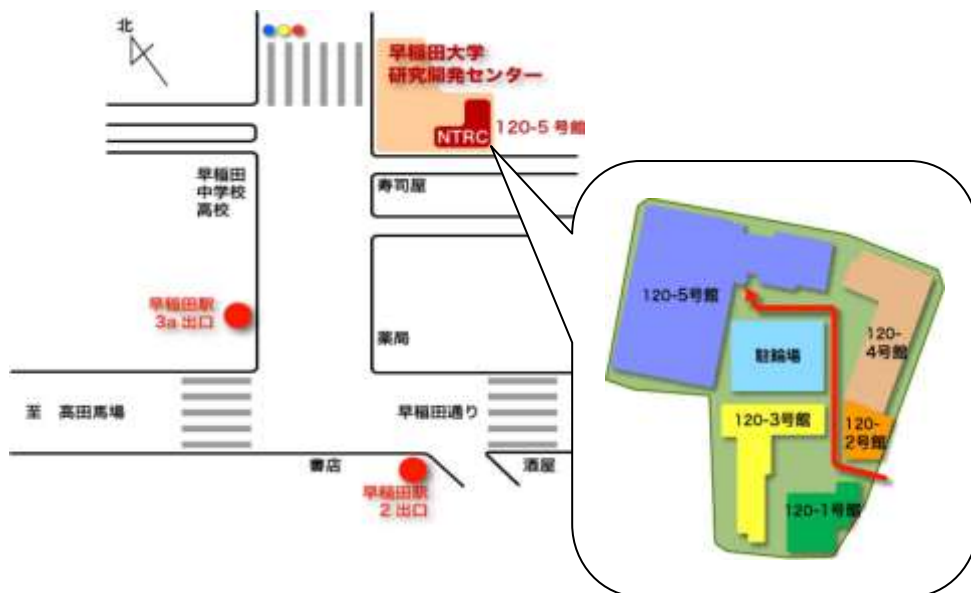 北
早稲田大学
研究開発センター
NTRC
120-5 号館
早稲田
中学校
高校
寿司屋
早稲田駅
3a 出口
薬局
至 高田馬場
早稲田通り
書店
早稲田駅
2 出口
酒屋
120-5号館
120-
4号館
駐輪場
120-3号館
120-
2号館
120-1号館